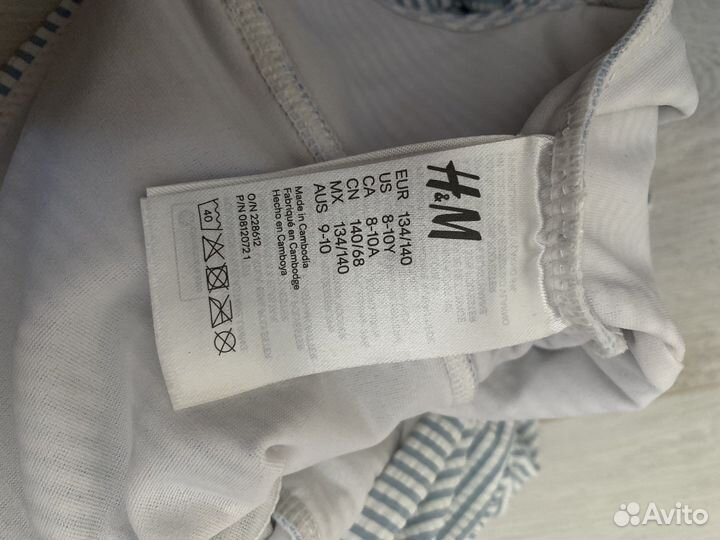 H&M
EUR 134/140
US 8-10Y
CA 8-10A
CN 140/68
MX 134/140
AUS 9-10
Made in Cambodia
Fabriqué en Cambodge
Hecho en Camboya
O/N 228612
P/N 08120721
40
Avito